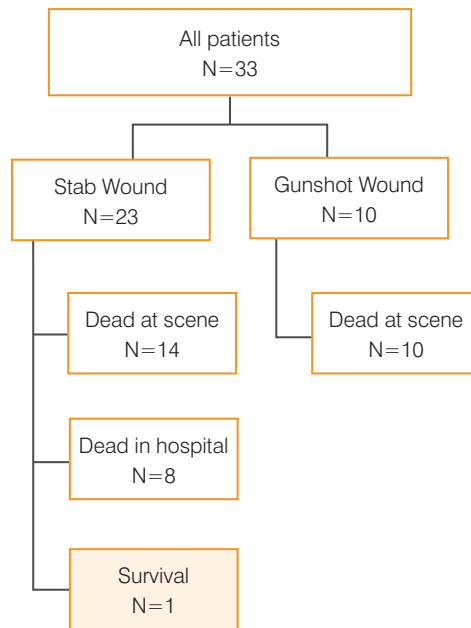 All patients
N=33
Stab Wound
N=23
Gunshot Wound
N=10
Dead at scene
N=14
Dead at scene
N=10
Dead in hospital
N=8
Survival
N=1